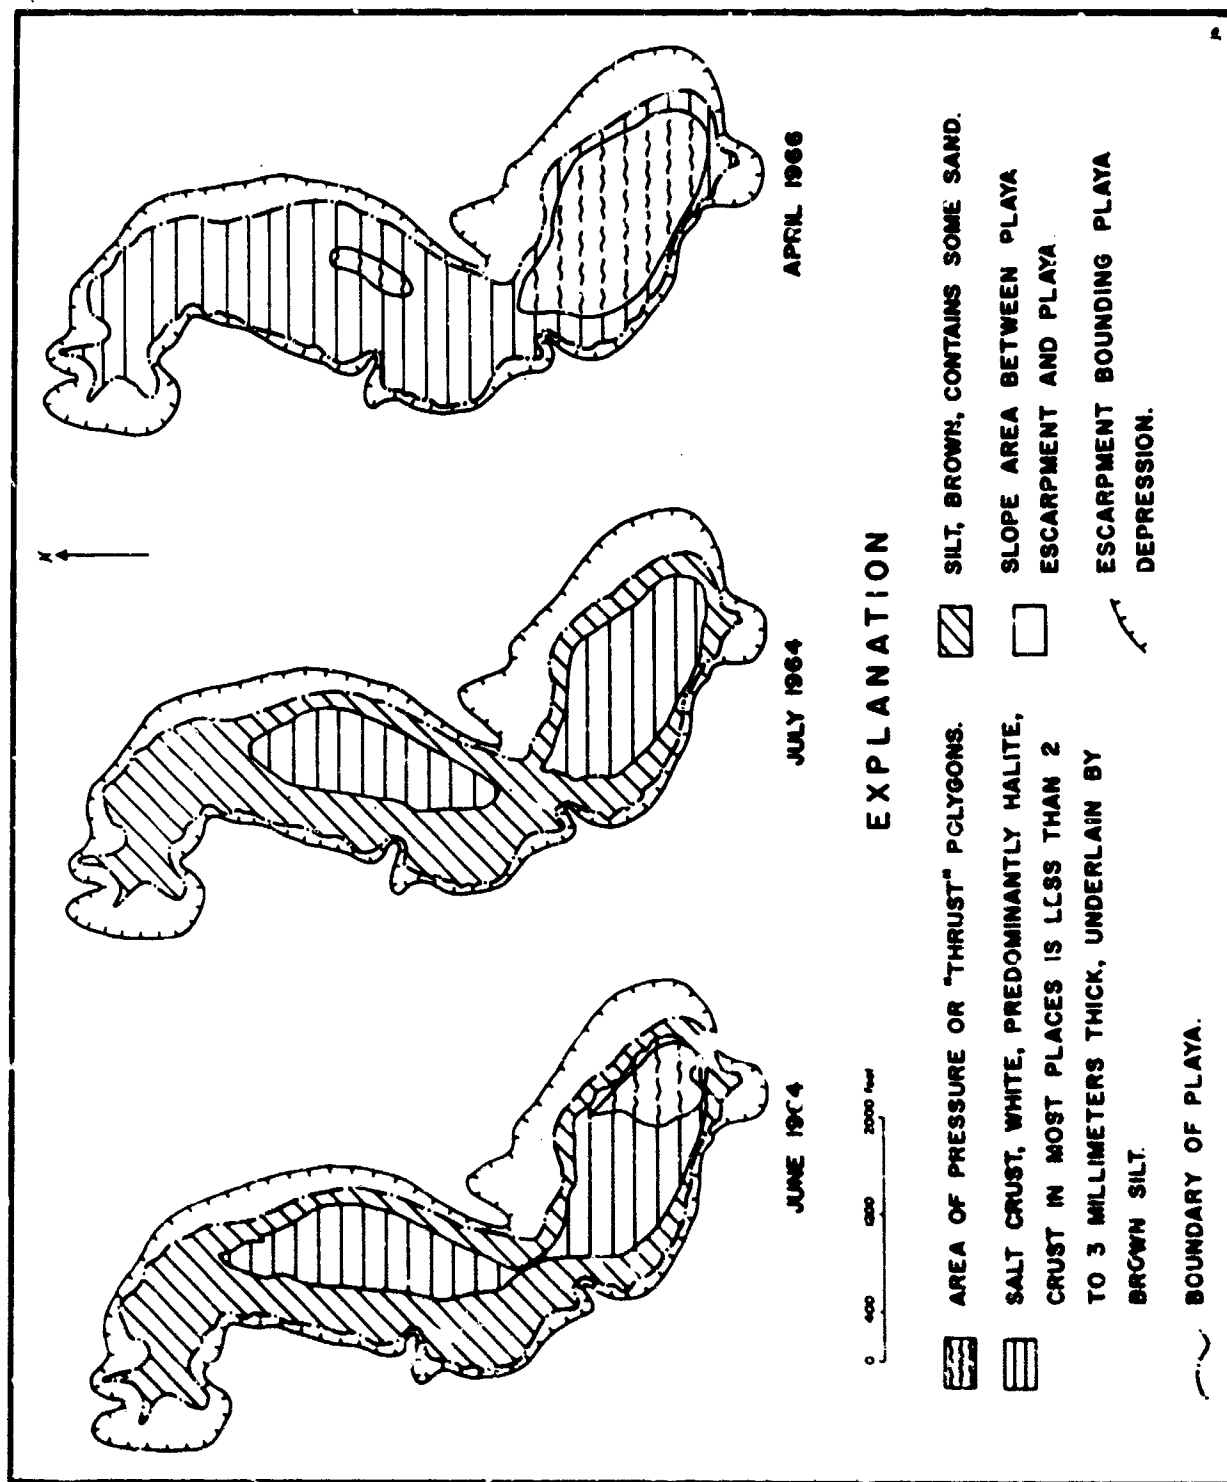 JUNE 19C4
JULY 1964
APRIL 1966
0 400 1200 2000 Feet
EXPLANATION
AREA OF PRESSURE OR "THRUST" POLYGONS.
SALT CRUST, WHITE, PREDOMINANTLY HALITE,
CRUST IN MOST PLACES IS LESS THAN 2
TO 3 MILLIMETERS THICK, UNDERLAIN BY
BROWN SILT.
BOUNDARY OF PLAYA.
SILT, BROWN, CONTAINS SOME SAND.
SLOPE AREA BETWEEN PLAYA
ESCARPMENT AND PLAYA
ESCARPMENT BOUNDING PLAYA
DEPRESSION.